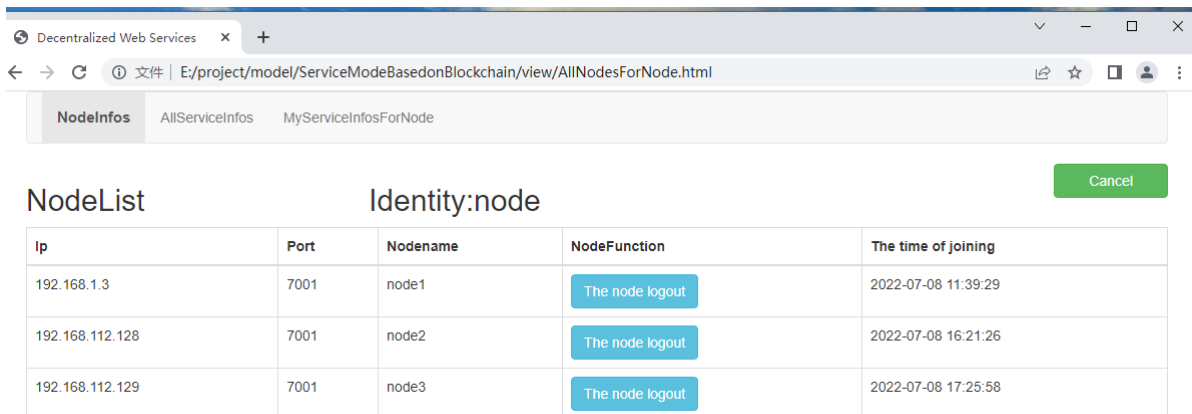 Decentralized Web Services
文件 | E:/project/model/ServiceModeBasedonBlockchain/view/AllNodesForNode.html
NodeInfos AllServiceInfos MyServiceInfosForNode
Cancel
NodeList Identity:node
Ip Port Nodename NodeFunction The time of joining
192.168.1.3 7001 node1 The node logout 2022-07-08 11:39:29
192.168.112.128 7001 node2 The node logout 2022-07-08 16:21:26
192.168.112.129 7001 node3 The node logout 2022-07-08 17:25:58